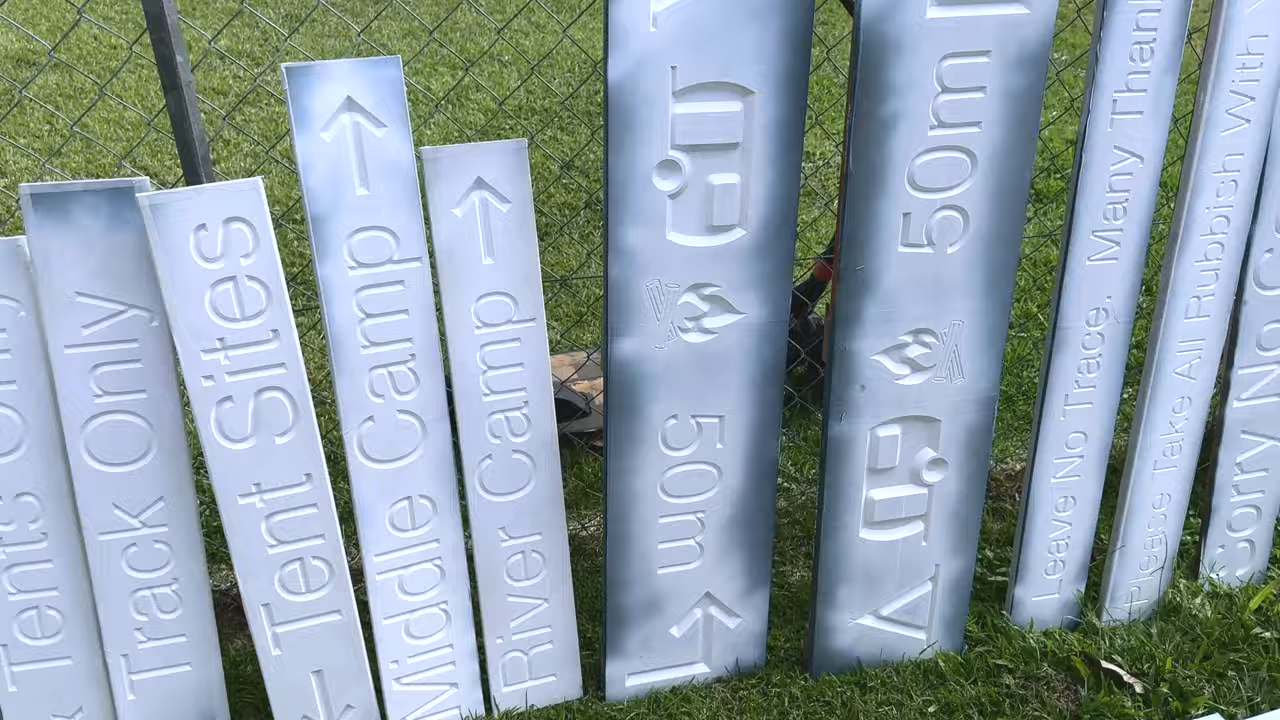 Tents Only
Track Only
Tent Sites
Middle Camp
River Camp
50m
50m
Leave No Trace. Many Thank
Please Take All Rubbish With
Sorry No